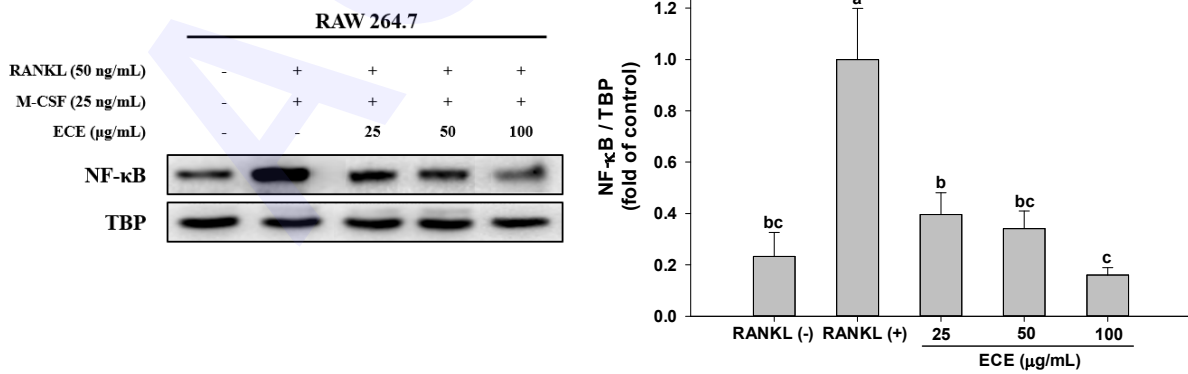 RAW 264.7
RANKL (50 ng/mL) - + + + +
M-CSF (25 ng/mL) - + + + +
ECE (μg/mL) - - 25 50 100
NF-κB
TBP
NF-κB / TBP
(fold of control)
1.2
1.0
0.8
0.6
0.4
0.2
0.0
bc
a
b
bc
c
RANKL (-) RANKL (+) 25 50 100
ECE (μg/mL)